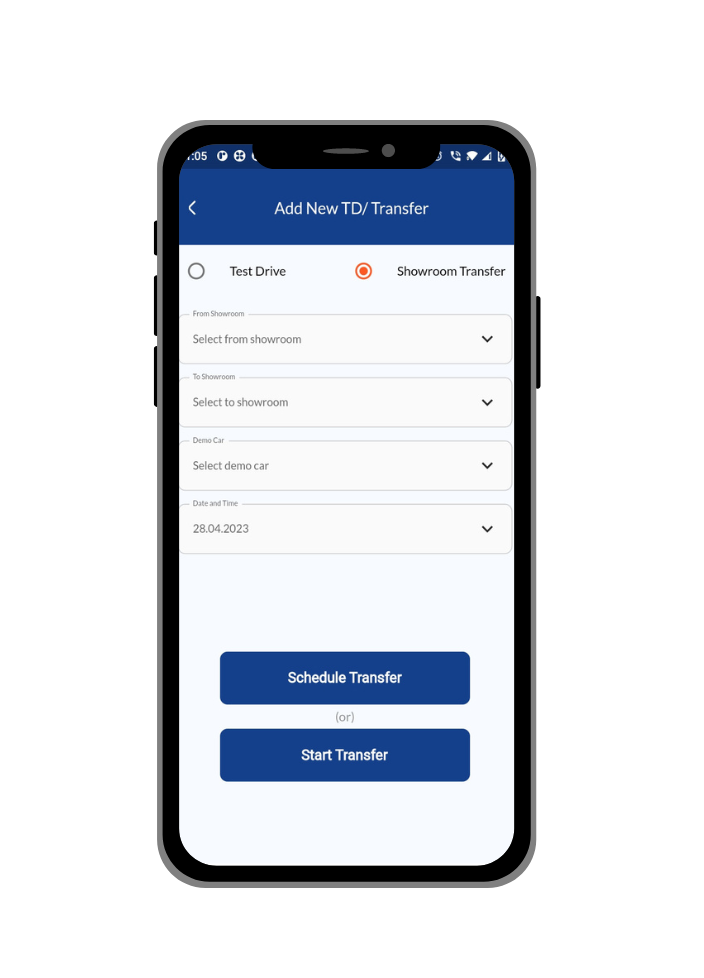 :05
Add New TD/ Transfer
Test Drive
Showroom Transfer
From Showroom
Select from showroom
To Showroom
Select to showroom
Demo Car
Select demo car
Date and Time
28.04.2023
Schedule Transfer
(or)
Start Transfer